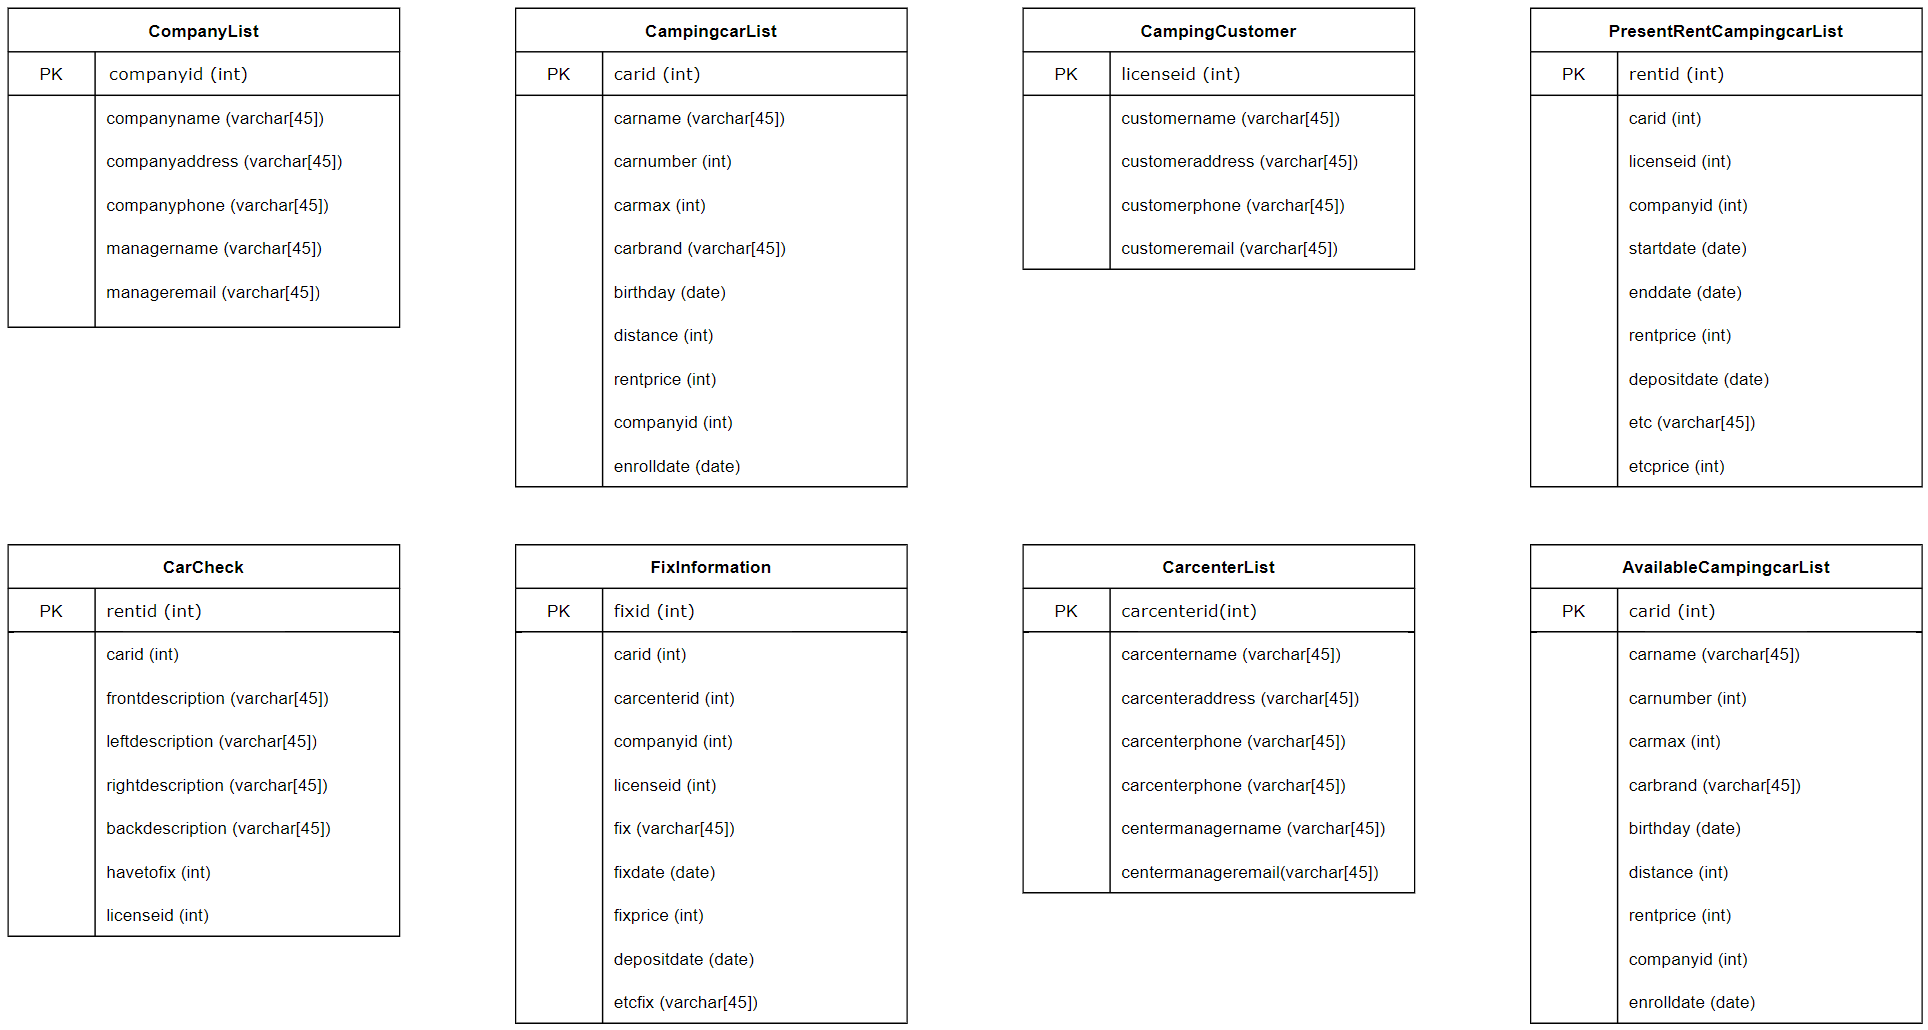 CompanyList
PK companyid (int)
companyname (varchar[45])
companyaddress (varchar[45])
companyphone (varchar[45])
managername (varchar[45])
manageremail (varchar[45])
CampingcarList
PK carid (int)
carname (varchar[45])
carnumber (int)
carmax (int)
carbrand (varchar[45])
birthday (date)
distance (int)
rentprice (int)
companyid (int)
enrolldate (date)
CampingCustomer
PK licenseid (int)
customername (varchar[45])
customeraddress (varchar[45])
customerphone (varchar[45])
customeremail (varchar[45])
PresentRentCampingcarList
PK rentid (int)
carid (int)
licenseid (int)
companyid (int)
startdate (date)
enddate (date)
rentprice (int)
depositdate (date)
etc (varchar[45])
etcprice (int)
CarCheck
PK rentid (int)
carid (int)
frontdescription (varchar[45])
leftdescription (varchar[45])
rightdescription (varchar[45])
backdescription (varchar[45])
havetofix (int)
licenseid (int)
FixInformation
PK fixid (int)
carid (int)
carcenterid (int)
companyid (int)
licenseid (int)
fix (varchar[45])
fixdate (date)
fixprice (int)
depositdate (date)
etcfix (varchar[45])
CarcenterList
PK carcenterid(int)
carcentername (varchar[45])
carcenteraddress (varchar[45])
carcenterphone (varchar[45])
carcenterphone (varchar[45])
centermanagername (varchar[45])
centermanageremail(varchar[45])
AvailableCampingcarList
PK carid (int)
carname (varchar[45])
carnumber (int)
carmax (int)
carbrand (varchar[45])
birthday (date)
distance (int)
rentprice (int)
companyid (int)
enrolldate (date)